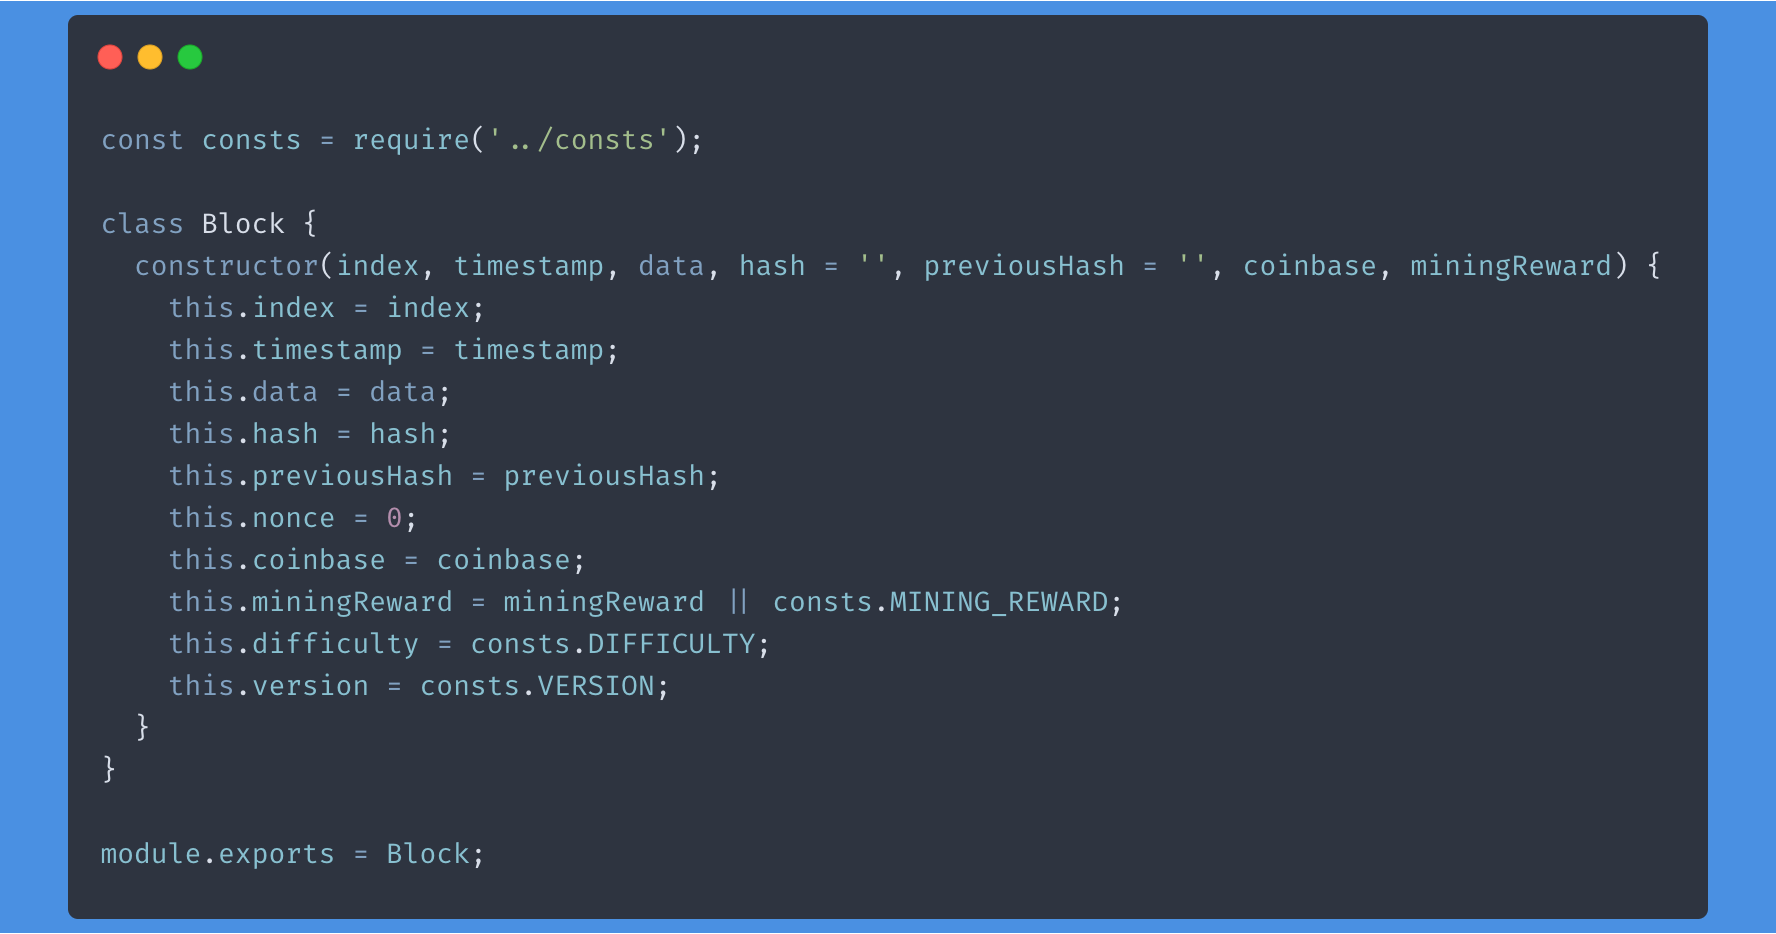 const consts = require('../consts');

class Block {
  constructor(index, timestamp, data, hash = '', previousHash = '', coinbase, miningReward) {
    this.index = index;
    this.timestamp = timestamp;
    this.data = data;
    this.hash = hash;
    this.previousHash = previousHash;
    this.nonce = 0;
    this.coinbase = coinbase;
    this.miningReward = miningReward || consts.MINING_REWARD;
    this.difficulty = consts.DIFFICULTY;
    this.version = consts.VERSION;
  }
}

module.exports = Block;